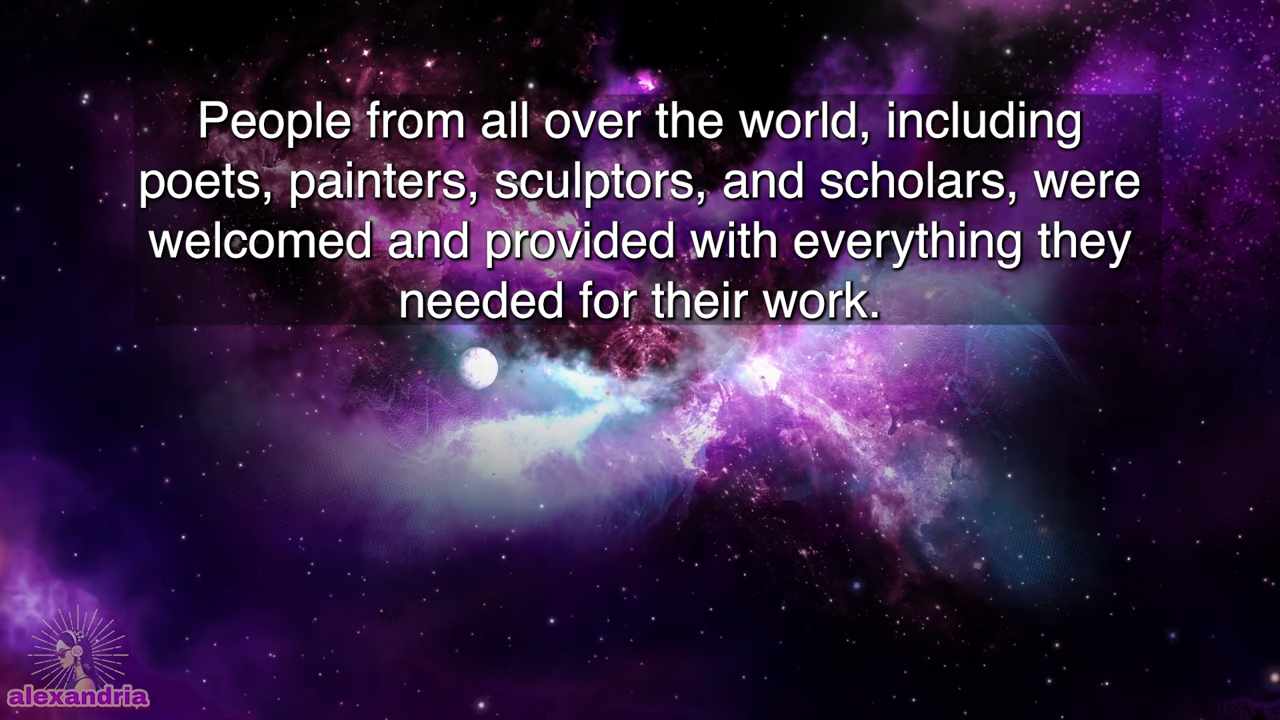 People from all over the world, including
poets, painters, sculptors, and scholars, were
welcomed and provided with everything they
needed for their work.
alexandria